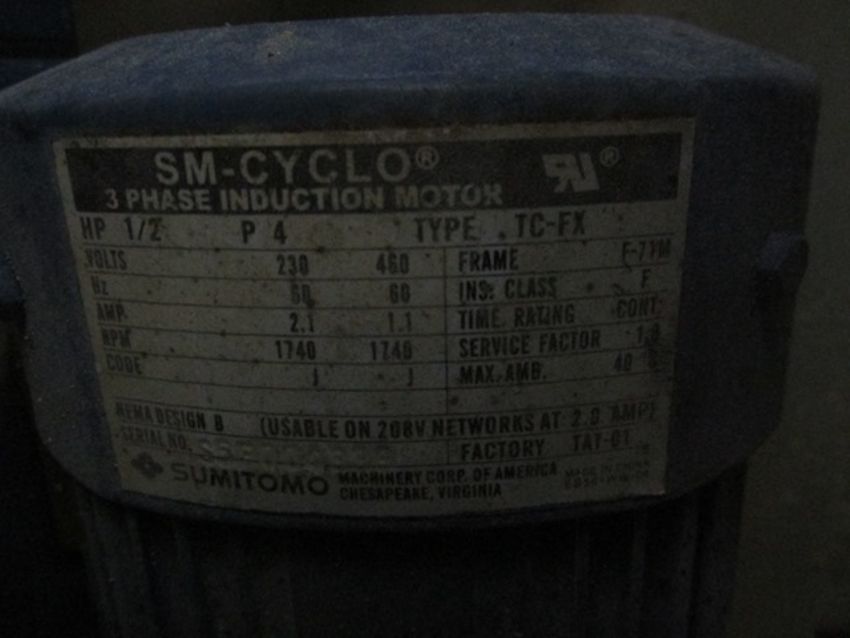 SM-CYCLO®
3 PHASE INDUCTION MOTOR
HP 1/2 P 4 TYPE TC-FX
VOLTS 230 460 FRAME
Hz 60 60 INS. CLASS F
AMP. 2.1 1.1 TIME RATING CONT.
RPM 1740 1740 SERVICE FACTOR
CODE J J MAX. AMB. 40
NEMA DESIGN B (USABLE ON 208V NETWORKS AT 2.0 AMP)
SERIAL NO. FACTORY TAT-01
SUMITOMO MACHINERY CORP. OF AMERICA
CHESAPEAKE, VIRGINIA